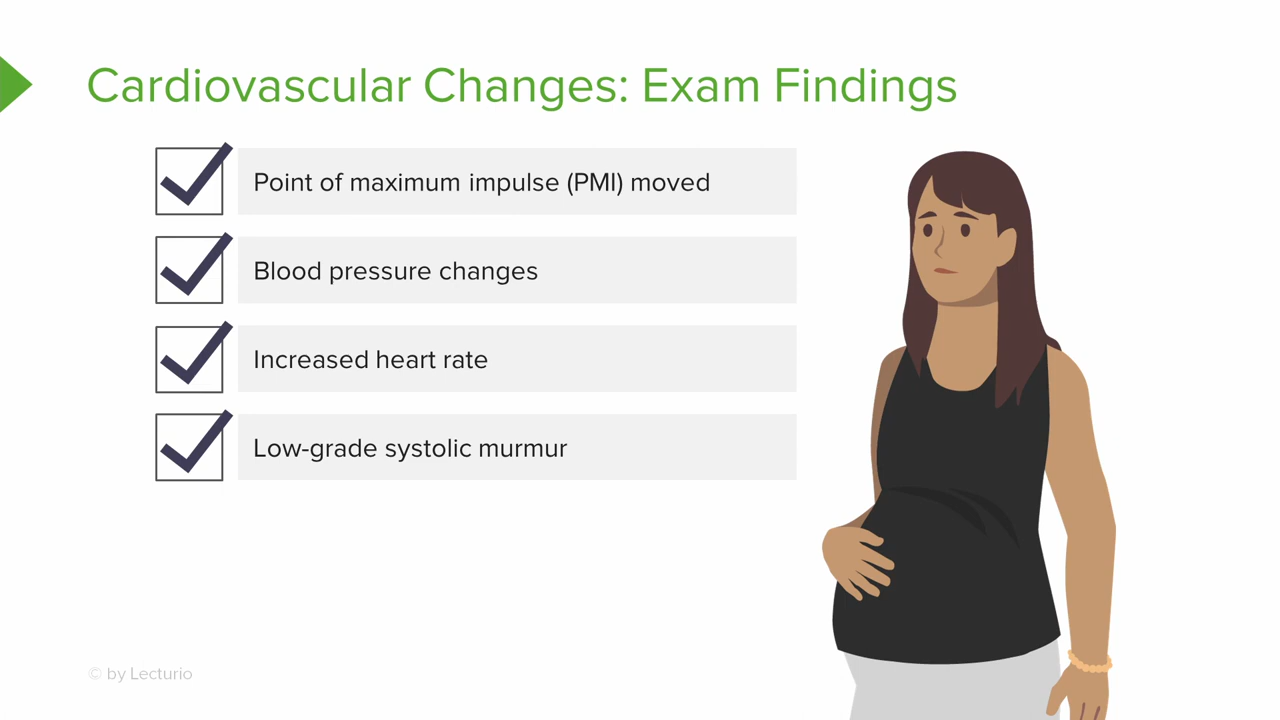 Cardiovascular Changes: Exam Findings
Point of maximum impulse (PMI) moved
Blood pressure changes
Increased heart rate
Low-grade systolic murmur
© by Lecturio